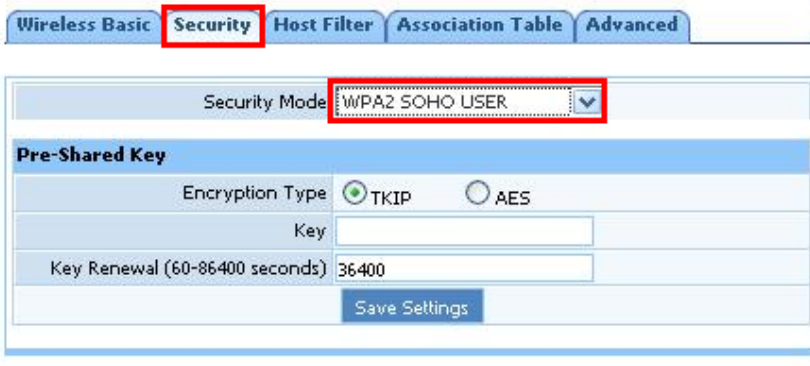 Wireless Basic Security Host Filter Association Table Advanced
Security Mode WPA2 SOHO USER
Pre-Shared Key
Encryption Type TKIP AES
Key
Key Renewal (60-86400 seconds) 36400
Save Settings